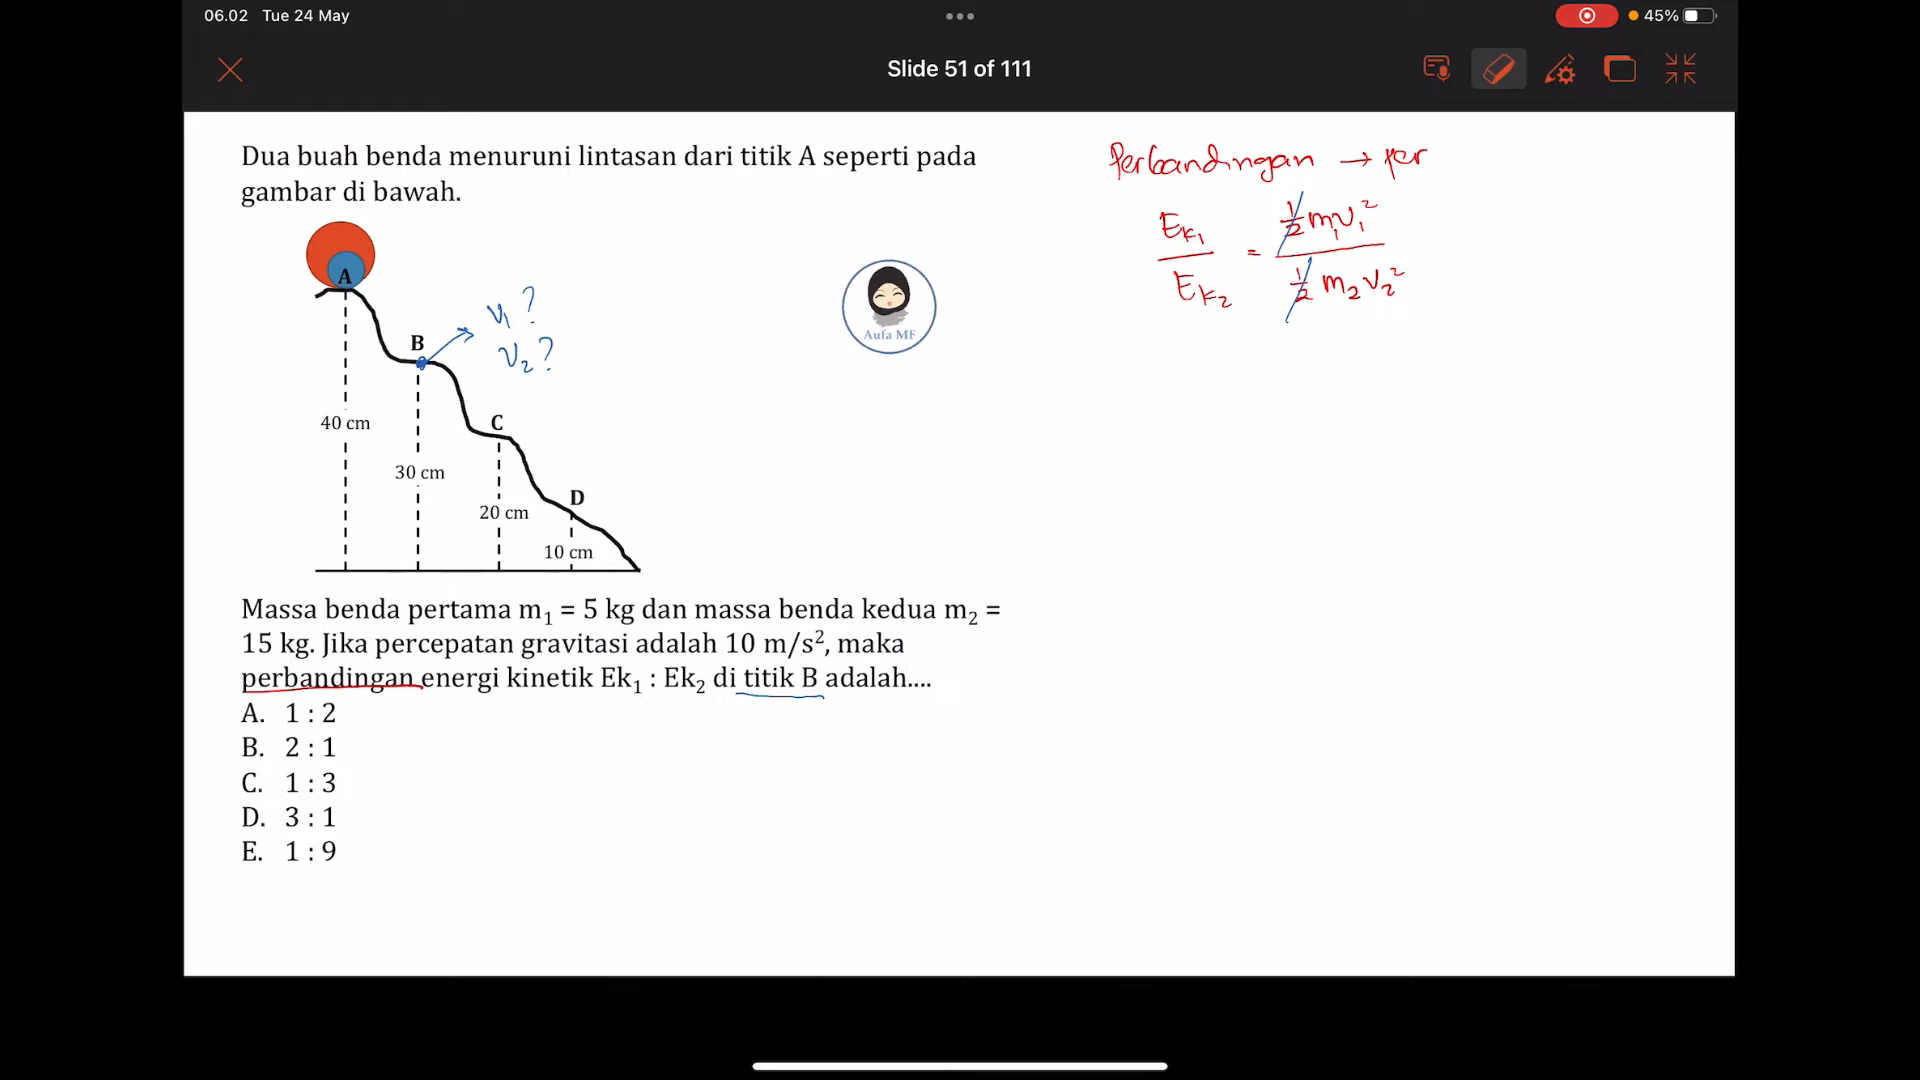 06.02 Tue 24 May
45%
Slide 51 of 111
Dua buah benda menuruni lintasan dari titik A seperti pada
gambar di bawah.
A
B
C
D
40 cm
30 cm
20 cm
10 cm
v₁ ?
v₂ ?
Aufa MF
Massa benda pertama m₁ = 5 kg dan massa benda kedua m₂ =
15 kg. Jika percepatan gravitasi adalah 10 m/s², maka
perbandingan energi kinetik Ek₁ : Ek₂ di titik B adalah....
A. 1 : 2
B. 2 : 1
C. 1 : 3
D. 3 : 1
E. 1 : 9
Perbandingan → per
Ek₁ / Ek₂ = ½ m₁v₁² / ½ m₂v₂²